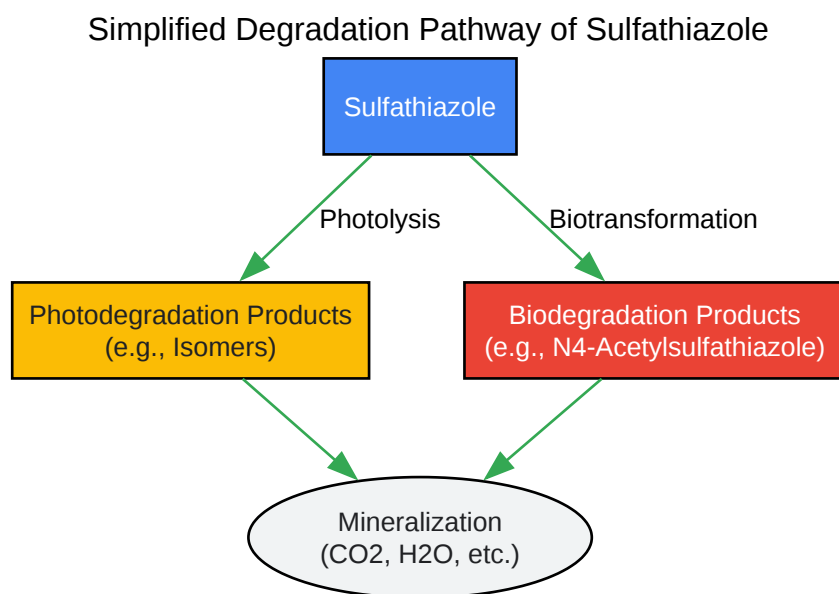 Simplified Degradation Pathway of Sulfathiazole
Sulfathiazole
Photolysis
Biotransformation
Photodegradation Products
(e.g., Isomers)
Biodegradation Products
(e.g., N4-Acetylsulfathiazole)
Mineralization
(CO2, H2O, etc.)